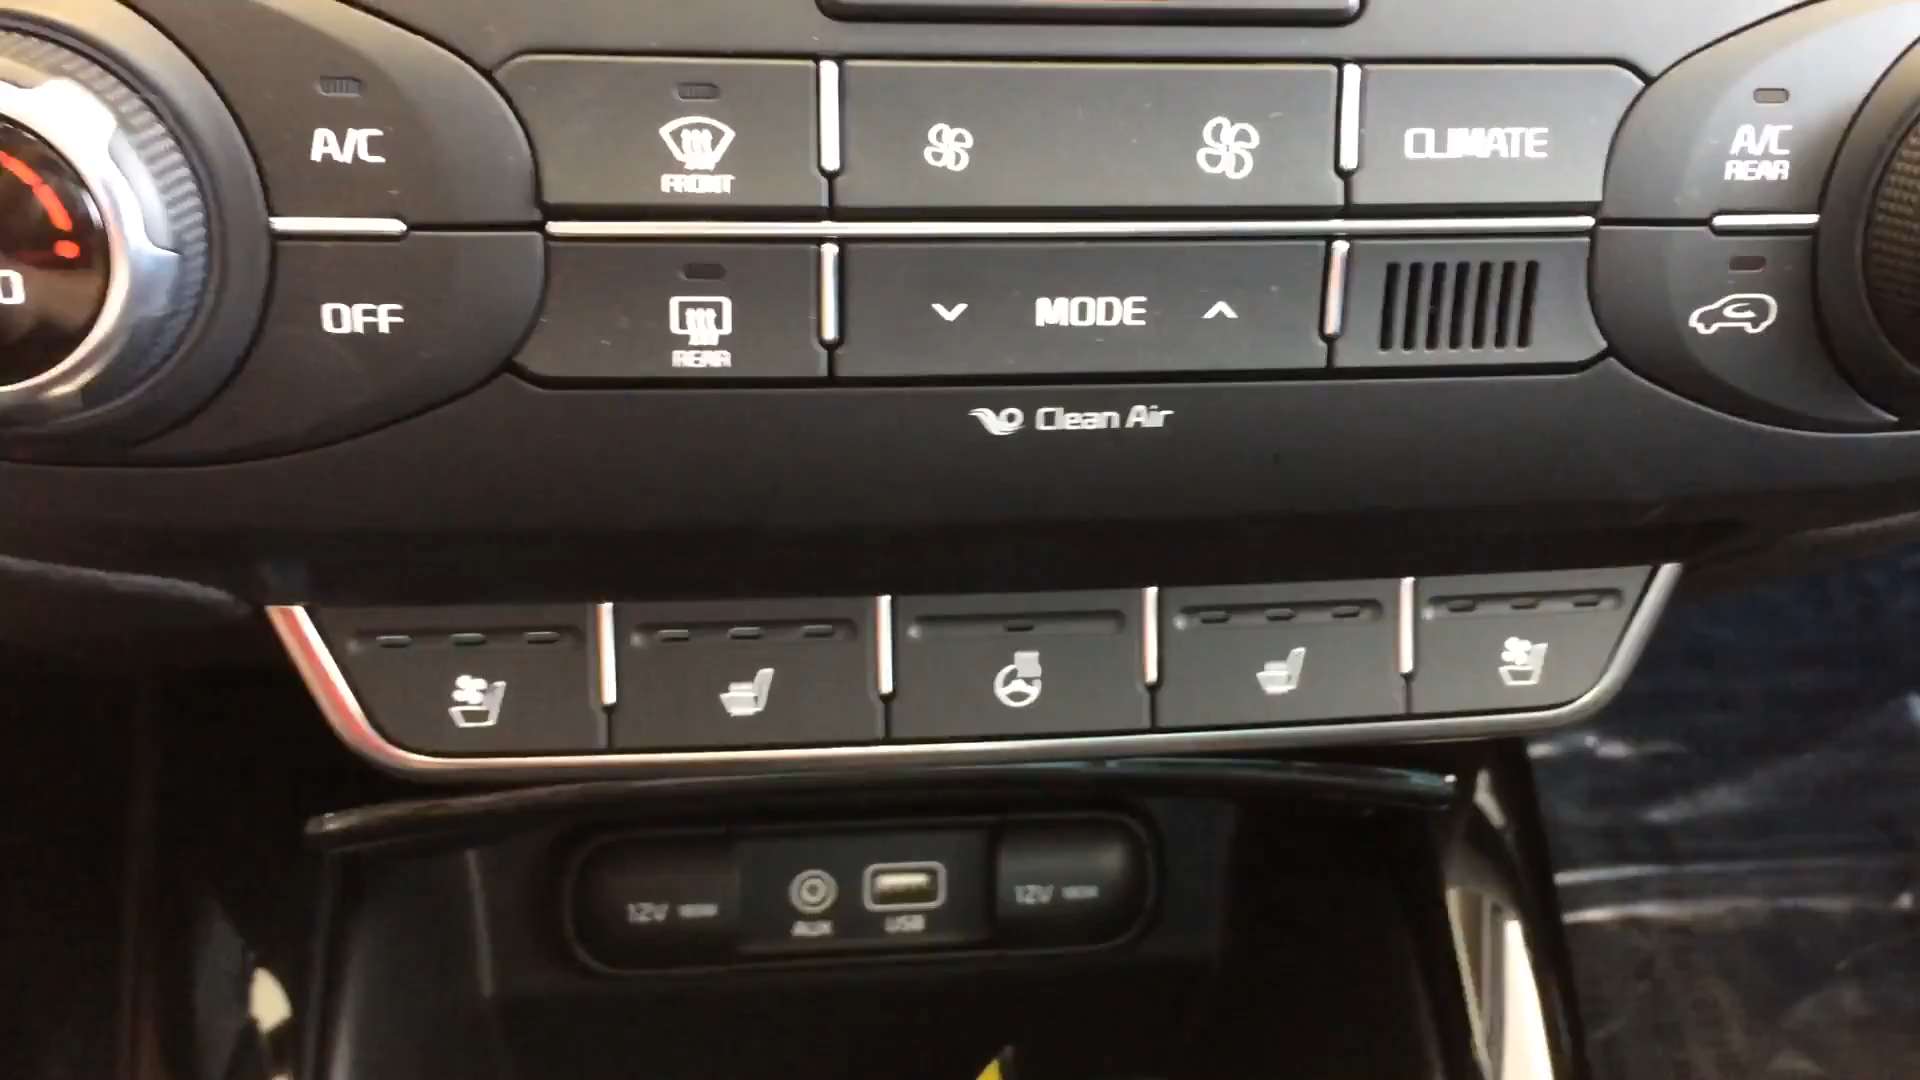 A/C
FRONT
CLIMATE
A/C
REAR
OFF
REAR
MODE
Clean Air
12V
AUX
USB
12V